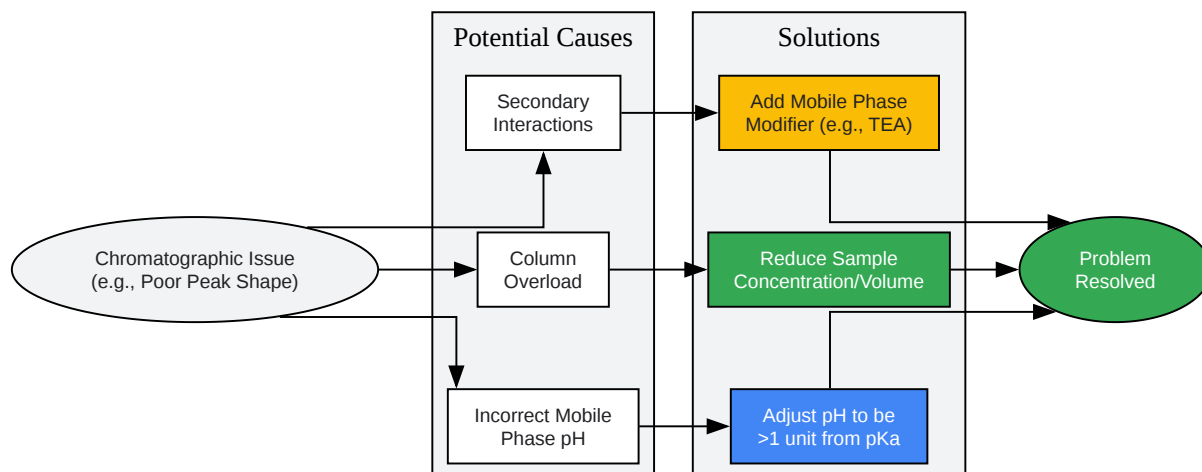 Potential Causes
Solutions
Secondary
Interactions
Add Mobile Phase
Modifier (e.g., TEA)
Chromatographic Issue
(e.g., Poor Peak Shape)
Column
Overload
Reduce Sample
Concentration/Volume
Problem
Resolved
Incorrect Mobile
Phase pH
Adjust pH to be
>1 unit from pKa